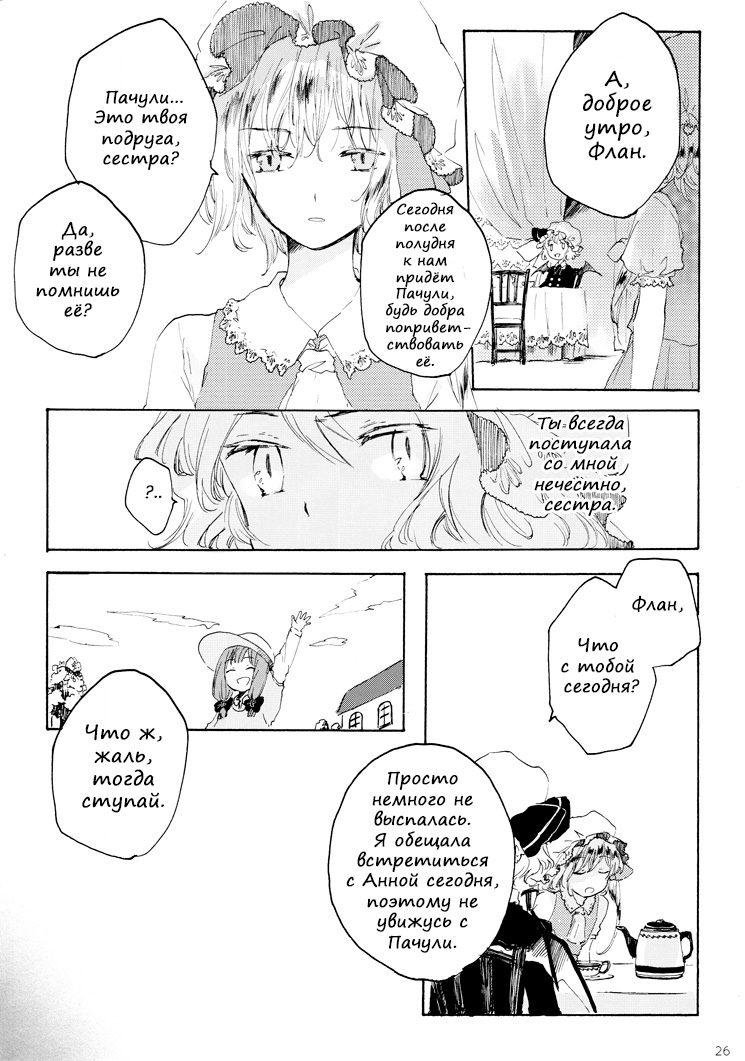 А,
доброе
утро,
Флан.
Сегодня
после
полудня
к нам
придёт
Пачули,
будь добра
попривет-
ствовать
её.
Пачули...
Это твоя
подруга,
сестра?
Да,
разве
ты не
помнишь
её?
Ты всегда
поступала
со мной
нечестно,
сестра.
?..
Флан,
Что
с тобой
сегодня?
Просто
немного не
выспалась.
Я обещала
встретиться
с Анной сегодня,
поэтому не
увижусь с
Пачули.
Что ж,
жаль,
тогда
ступай.
26